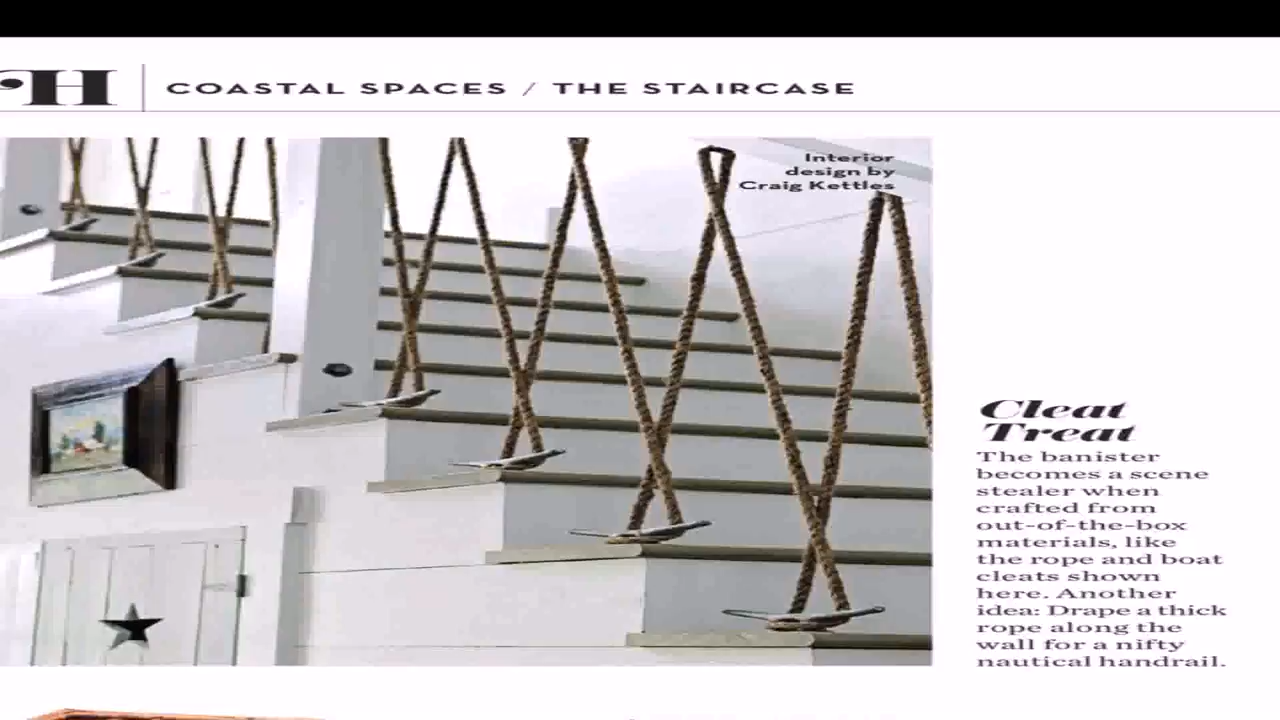 H
COASTAL SPACES / THE STAIRCASE
Interior
design by
Craig Kettles
Cleat
Treat
The banister
becomes a scene
stealer when
crafted from
out-of-the-box
materials, like
the rope and boat
cleats shown
here. Another
idea: Drape a thick
rope along the
wall for a nifty
nautical handrail.